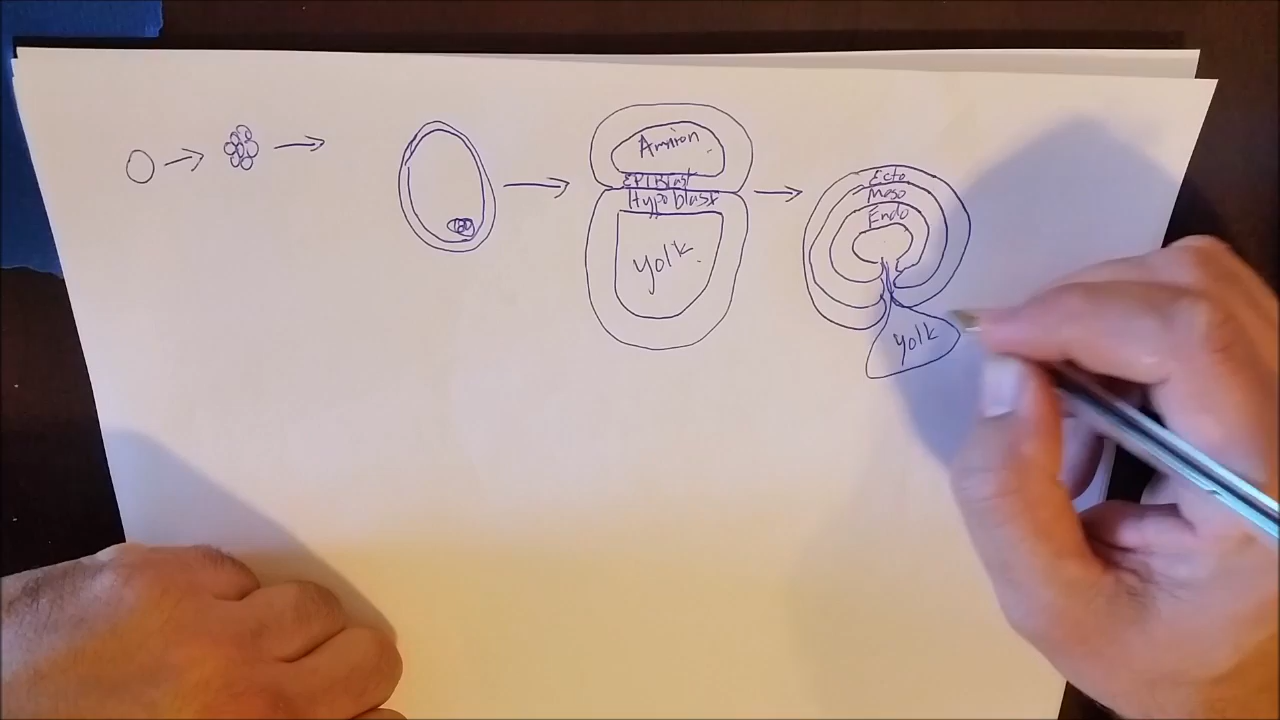 Amnion
EPIBlast
Hypoblast
yolk
Ecto
Meso
Endo
yolk